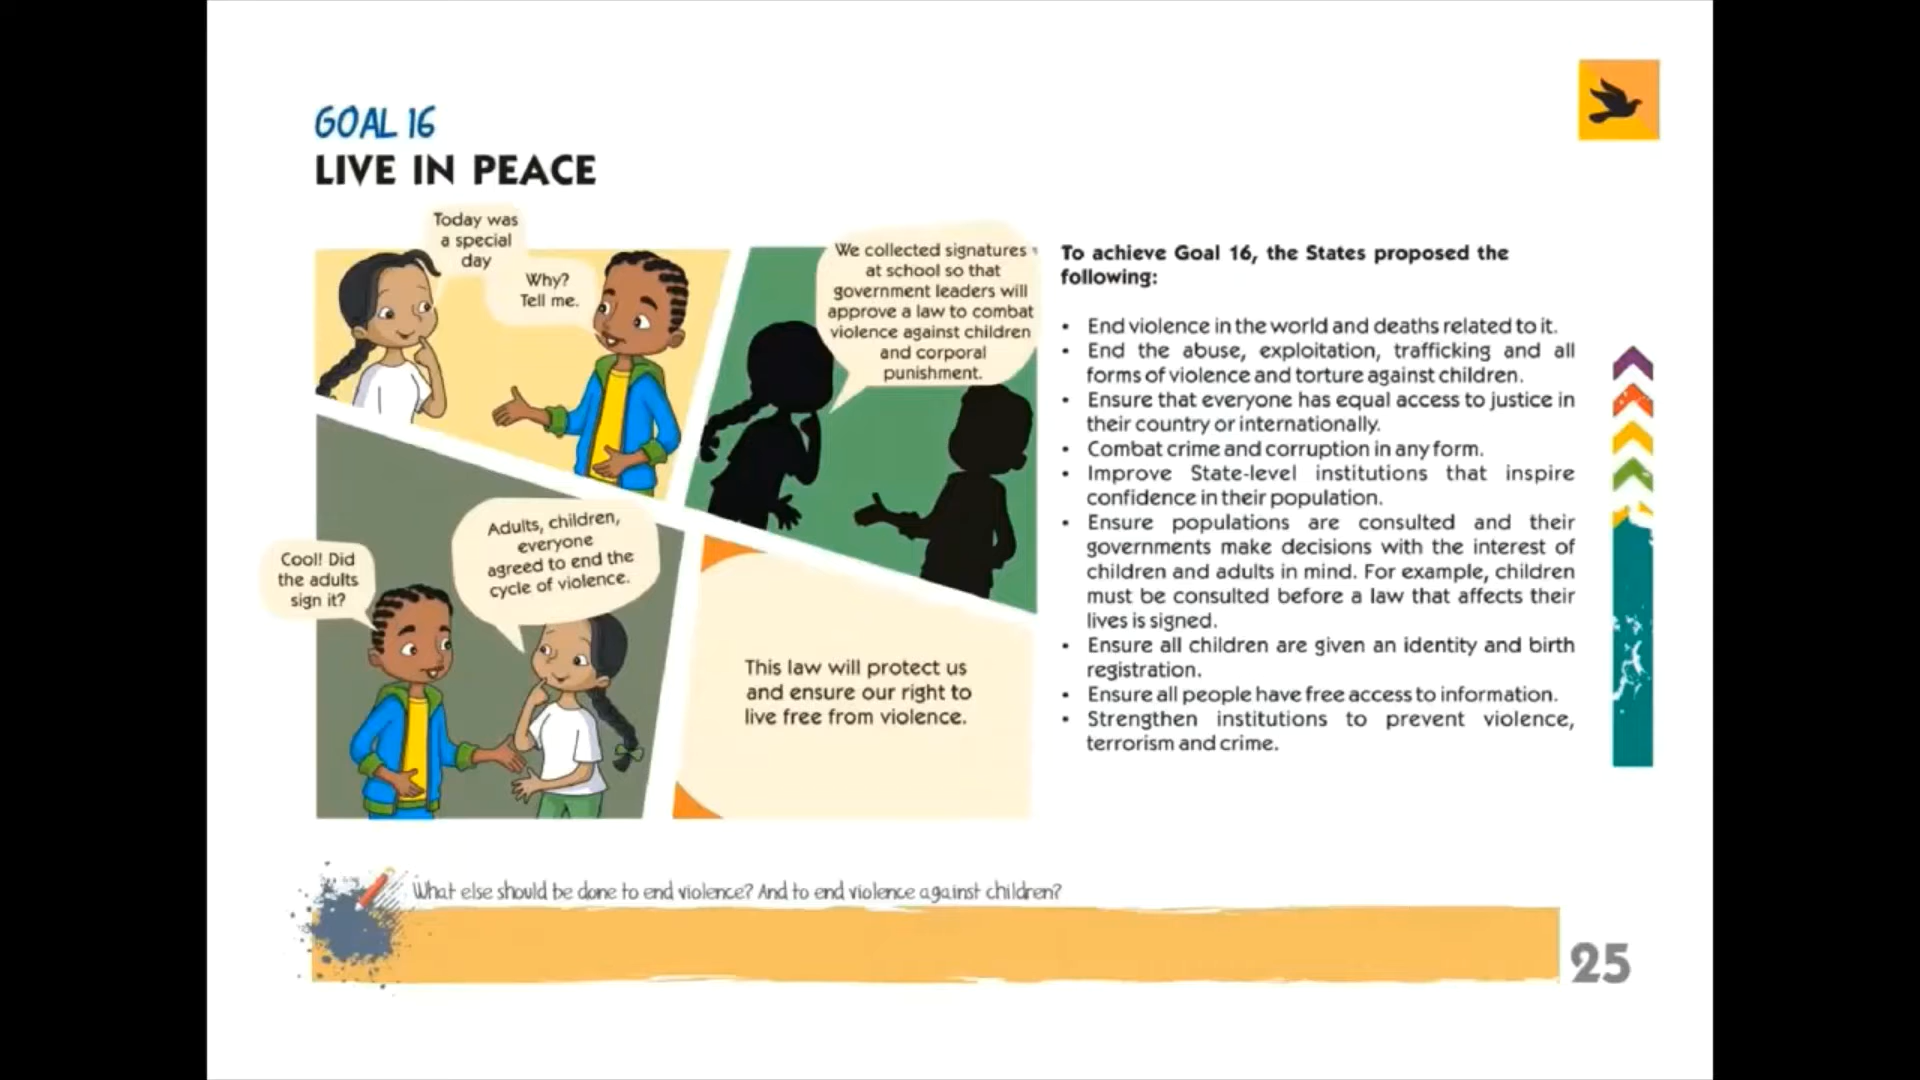 GOAL 16
LIVE IN PEACE
Today was
a special
day
Why?
Tell me.
We collected signatures
at school so that
government leaders will
approve a law to combat
violence against children
and corporal
punishment.
Cool! Did
the adults
sign it?
Adults, children,
everyone
agreed to end the
cycle of violence.
This law will protect us
and ensure our right to
live free from violence.
To achieve Goal 16, the States proposed the
following:
• End violence in the world and deaths related to it.
• End the abuse, exploitation, trafficking and all
forms of violence and torture against children.
• Ensure that everyone has equal access to justice in
their country or internationally.
• Combat crime and corruption in any form.
• Improve State-level institutions that inspire
confidence in their population.
• Ensure populations are consulted and their
governments make decisions with the interest of
children and adults in mind. For example, children
must be consulted before a law that affects their
lives is signed.
• Ensure all children are given an identity and birth
registration.
• Ensure all people have free access to information.
• Strengthen institutions to prevent violence,
terrorism and crime.
What else should be done to end violence? And to end violence against children?
25